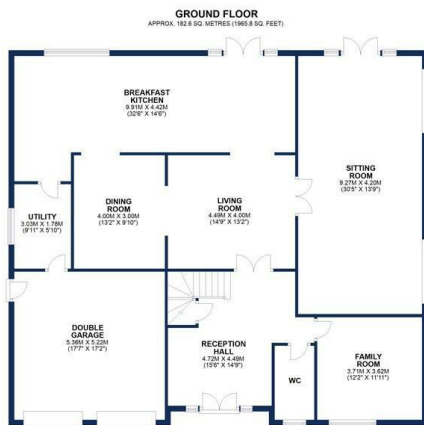 GROUND FLOOR
APPROX. 182.6 SQ. METRES (1965.8 SQ. FEET)
BREAKFAST
KITCHEN
9.91M X 4.42M
(32'6" X 14'6")
SITTING
ROOM
9.27M X 4.20M
(30'5" X 13'9")
DINING
ROOM
4.00M X 3.00M
(13'2" X 9'10")
LIVING
ROOM
4.49M X 4.00M
(14'9" X 13'2")
UTILITY
3.03M X 1.78M
(9'11" X 5'10")
DOUBLE
GARAGE
5.36M X 5.22M
(17'7" X 17'2")
RECEPTION
HALL
4.72M X 4.49M
(15'6" X 14'9")
WC
FAMILY
ROOM
3.71M X 3.62M
(12'2" X 11'11")